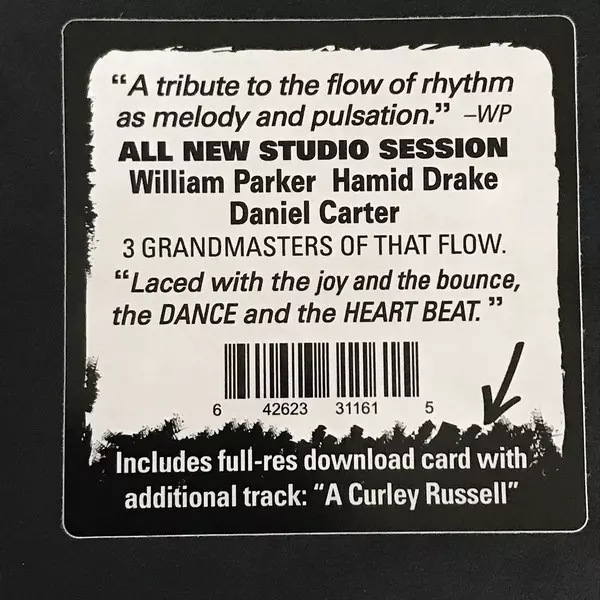 “A tribute to the flow of rhythm
as melody and pulsation.” –WP
ALL NEW STUDIO SESSION
William Parker Hamid Drake
Daniel Carter
3 GRANDMASTERS OF THAT FLOW.
“Laced with the joy and the bounce,
the DANCE and the HEART BEAT.”
6 42623 31161 5
Includes full-res download card with
additional track: “A Curley Russell”